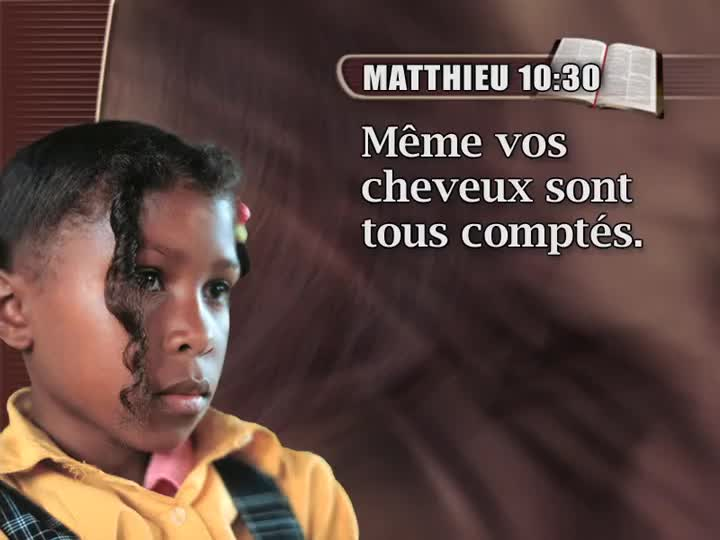 MATTHIEU 10:30
Même vos
cheveux sont
tous comptés.